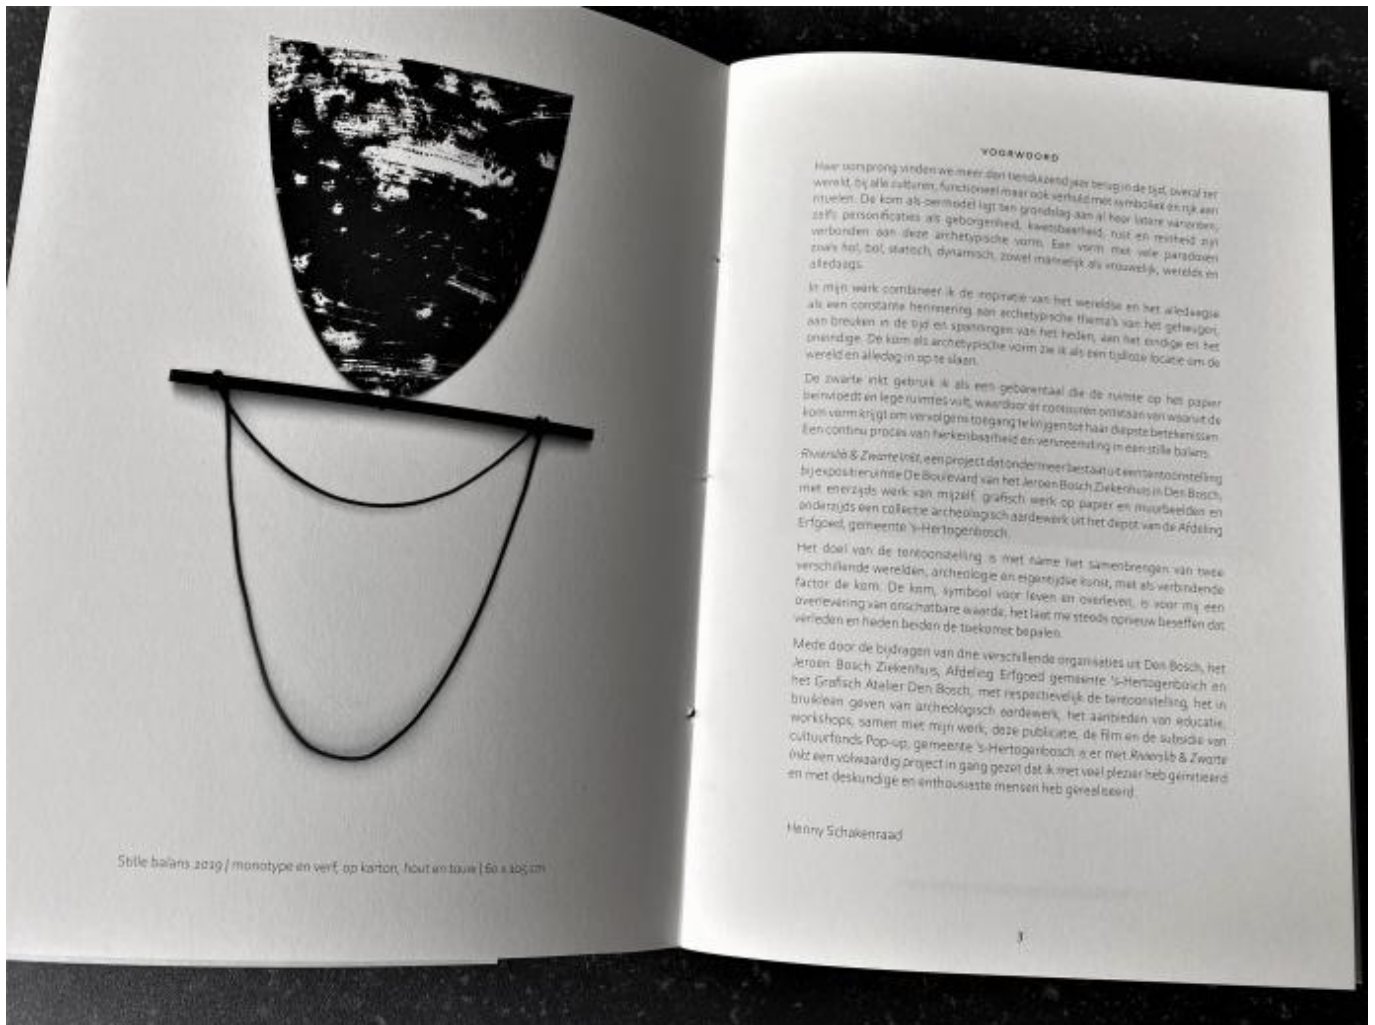 Stille balans 2019 / monotype en verf, op karton, hout en touw | 60 x 105 cm
VOORWOORD
Haar oorsprong vinden we meer dan tienduizend jaar terug in de tijd, overal ter
wereld, bij alle culturen, functioneel maar ook verhuld met symboliek en rijk aan
rituelen. De kom als oermodel ligt ten grondslag aan al haar latere varianten,
zelfs personificaties als geborgenheid, kwetsbaarheid, rust en reinheid zijn
verbonden aan deze archetypische vorm. Een vorm met vele paradoxen
zoals hol, bol, statisch, dynamisch, zowel mannelijk als vrouwelijk, werelds en
alledaags.
In mijn werk combineer ik de inspiratie van het wereldse en het alledaagse
als een constante herinnering aan archetypische thema's van het geheugen,
aan breuken in de tijd en spanningen van het heden, aan het eindige en het
oneindige. De kom als archetypische vorm zie ik als een tijdloze locatie om de
wereld en alledag in op te slaan.
De zwarte inkt gebruik ik als een gebarentaal die de ruimte op het papier
beïnvloedt en lege ruimtes vult, waardoor er contouren ontstaan van waaruit de
kom vorm krijgt om vervolgens toegang te krijgen tot haar diepste betekenissen.
Een continu proces van herkenbaarheid en vervreemding in een stille balans.
Rivierslib & Zwarte Inkt, een project dat ondermeer bestaat uit een tentoonstelling
bij expositieruimte De Boulevard van het Jeroen Bosch Ziekenhuis in Den Bosch,
met enerzijds werk van mijzelf, grafisch werk op papier en muurbeelden en
anderzijds een collectie archeologisch aardewerk uit het depot van de Afdeling
Erfgoed, gemeente 's-Hertogenbosch.
Het doel van de tentoonstelling is met name het samenbrengen van twee
verschillende werelden, archeologie en eigentijdse kunst, met als verbindende
factor de kom. De kom, symbool voor leven en overleven, is voor mij een
overlevering van onschatbare waarde, het laat me steeds opnieuw beseffen dat
verleden en heden beiden de toekomst bepalen.
Mede door de bijdragen van drie verschillende organisaties uit Den Bosch, het
Jeroen Bosch Ziekenhuis, Afdeling Erfgoed gemeente 's-Hertogenbosch en
het Grafisch Atelier Den Bosch, met respectievelijk de tentoonstelling, het in
bruikleen geven van archeologisch aardewerk, het aanbieden van educatie,
workshops, samen met mijn werk, deze publicatie, de film en de subsidie van
cultuurfonds Pop-up, gemeente 's-Hertogenbosch is er met Rivierslib & Zwarte
Inkt een volwaardig project in gang gezet dat ik met veel plezier heb geïnitieerd
en met deskundige en enthousiaste mensen heb gerealiseerd.
Henny Schakenraad
3